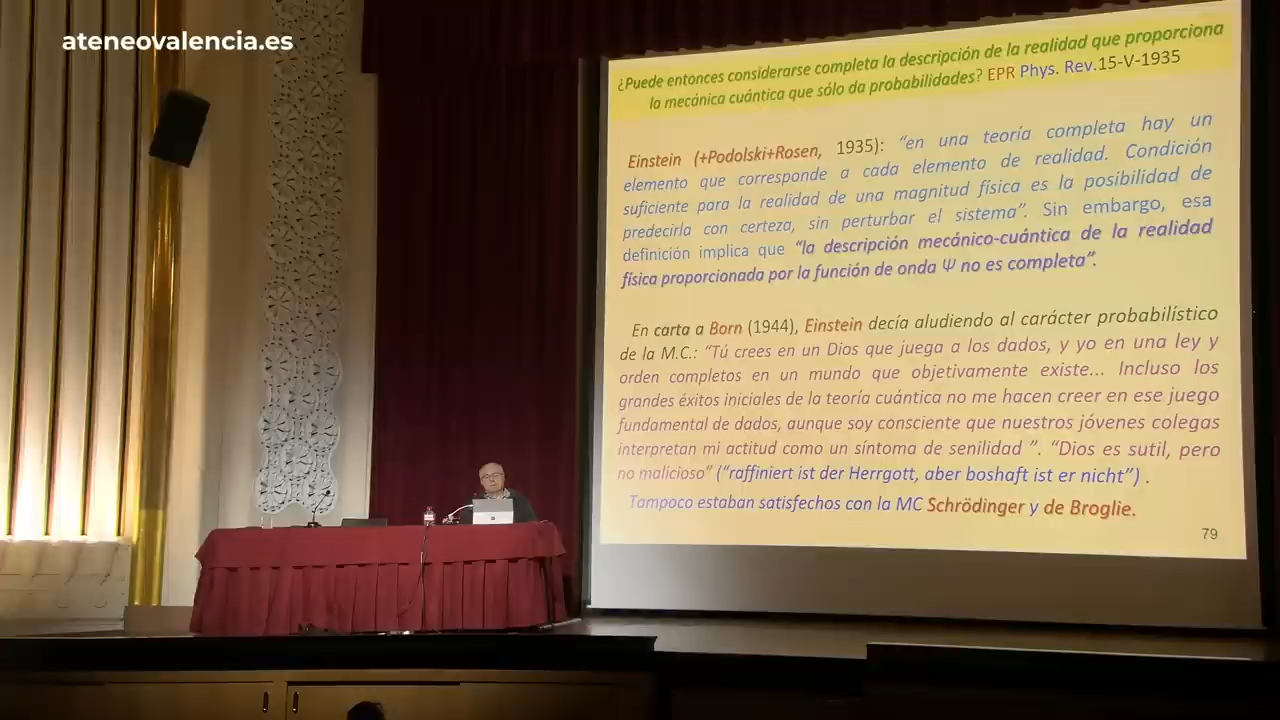 ateneovalencia.es
¿Puede entonces considerarse completa la descripción de la realidad que proporciona
la mecánica cuántica que sólo da probabilidades? EPR Phys. Rev.15-V-1935
Einstein (+Podolski+Rosen, 1935): “en una teoría completa hay un
elemento que corresponde a cada elemento de realidad. Condición
suficiente para la realidad de una magnitud física es la posibilidad de
predecirla con certeza, sin perturbar el sistema”. Sin embargo, esa
definición implica que “la descripción mecánico-cuántica de la realidad
física proporcionada por la función de onda Ψ no es completa”.
En carta a Born (1944), Einstein decía aludiendo al carácter probabilístico
de la M.C.: “Tú crees en un Dios que juega a los dados, y yo en una ley y
orden completos en un mundo que objetivamente existe... Incluso los
grandes éxitos iniciales de la teoría cuántica no me hacen creer en ese juego
fundamental de dados, aunque soy consciente que nuestros jóvenes colegas
interpretan mi actitud como un síntoma de senilidad ”. “Dios es sutil, pero
no malicioso” (“raffiniert ist der Herrgott, aber boshaft ist er nicht”) .
Tampoco estaban satisfechos con la MC Schrödinger y de Broglie.
79